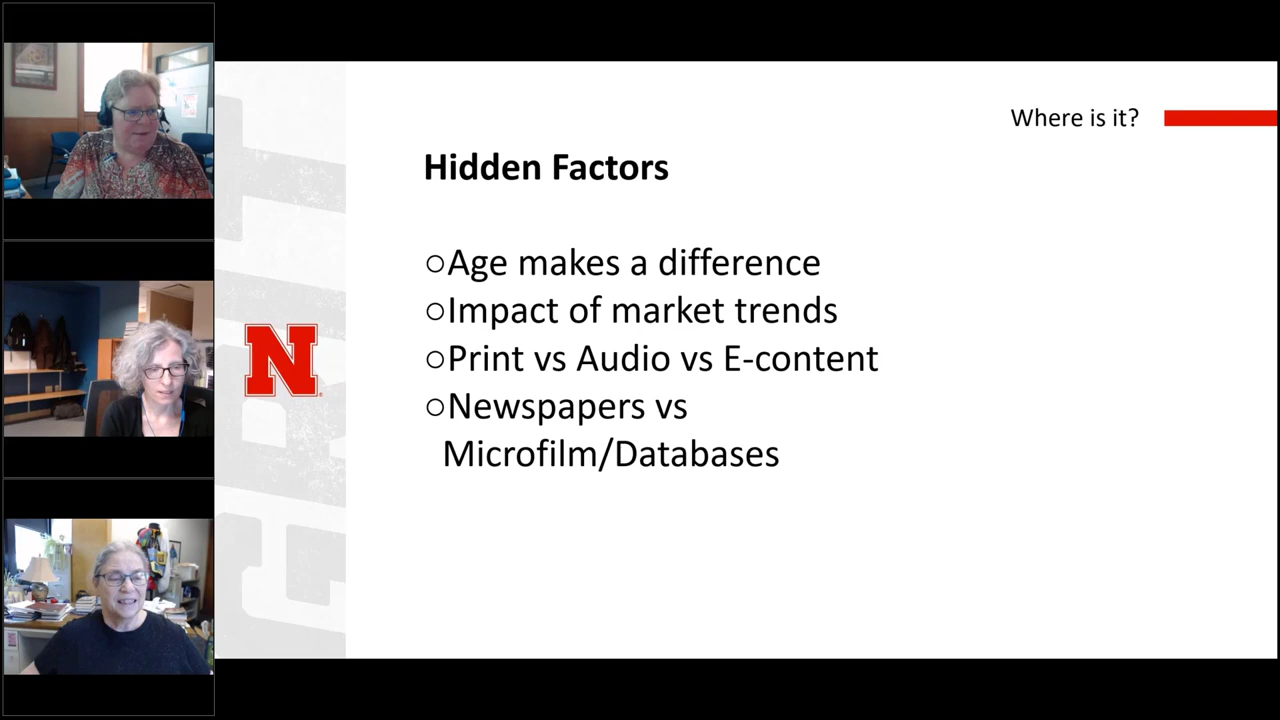 Where is it?
Hidden Factors
○Age makes a difference
○Impact of market trends
○Print vs Audio vs E-content
○Newspapers vs
Microfilm/Databases
N
GRIT